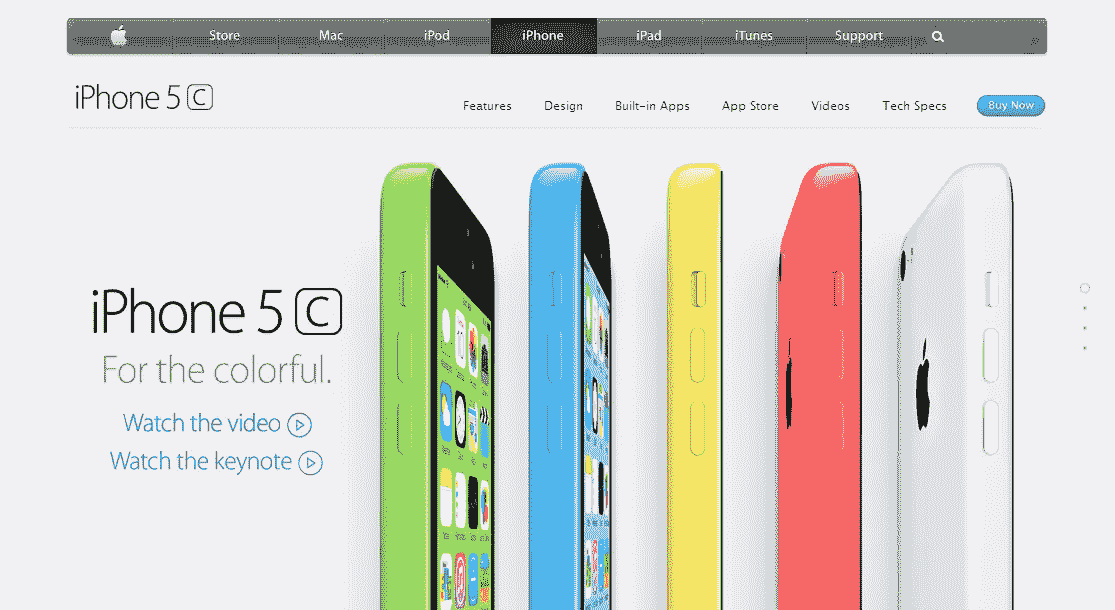 Store Mac iPod iPhone iPad iTunes Support
iPhone 5 C
Features Design Built-in Apps App Store Videos Tech Specs Buy Now
iPhone 5 C
For the colorful.
Watch the video
Watch the keynote